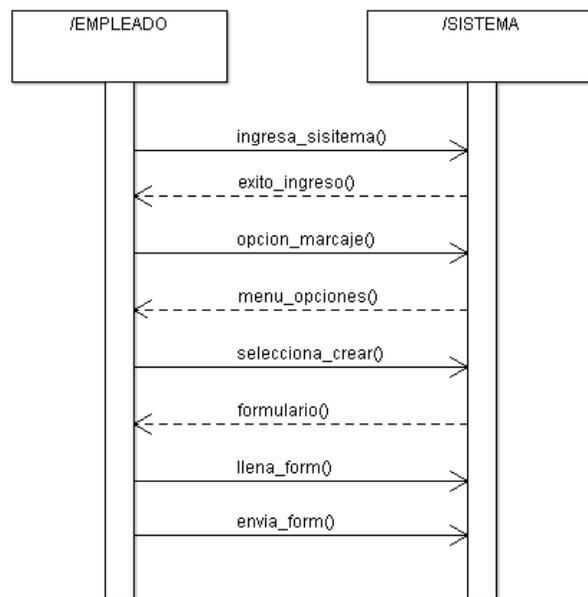 /EMPLEADO
/SISTEMA
ingresa_sisitema()
exito_ingreso()
opcion_marcaje()
menu_opciones()
selecciona_crear()
formulario()
llena_form()
envia_form()